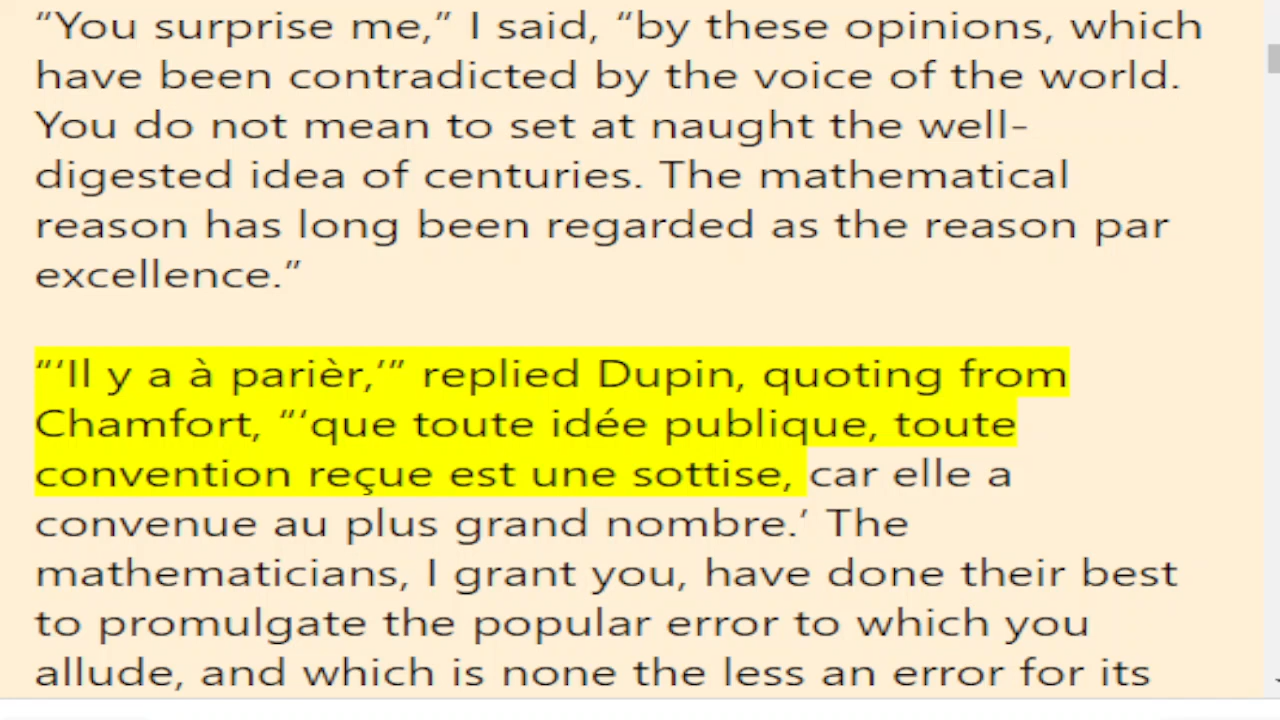 “You surprise me,” I said, “by these opinions, which
have been contradicted by the voice of the world.
You do not mean to set at naught the well-
digested idea of centuries. The mathematical
reason has long been regarded as the reason par
excellence.”
“‘Il y a à parièr,’” replied Dupin, quoting from
Chamfort, “‘que toute idée publique, toute
convention reçue est une sottise, car elle a
convenue au plus grand nombre.’ The
mathematicians, I grant you, have done their best
to promulgate the popular error to which you
allude, and which is none the less an error for its